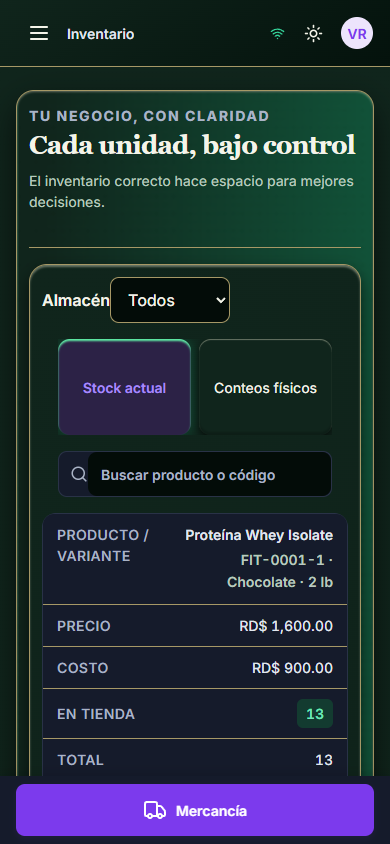 Inventario
VR
TU NEGOCIO, CON CLARIDAD
Cada unidad, bajo control
El inventario correcto hace espacio para mejores
decisiones.
Almacén
Todos
Stock actual
Conteos físicos
Buscar producto o código
PRODUCTO /
VARIANTE
Proteína Whey Isolate
FIT-0001-1 ·
Chocolate · 2 lb
PRECIO
RD$ 1,600.00
COSTO
RD$ 900.00
EN TIENDA
13
TOTAL
13
Mercancía